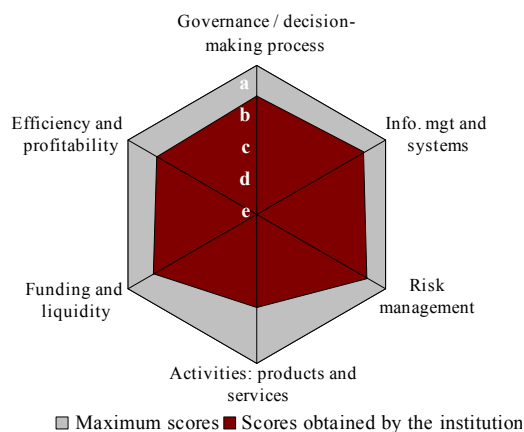 Governance / decision-
making process
a
b
c
d
e
Efficiency and
profitability
Info. mgt and
systems
Funding and
liquidity
Risk
management
Activities: products and
services
Maximum scores
Scores obtained by the institution